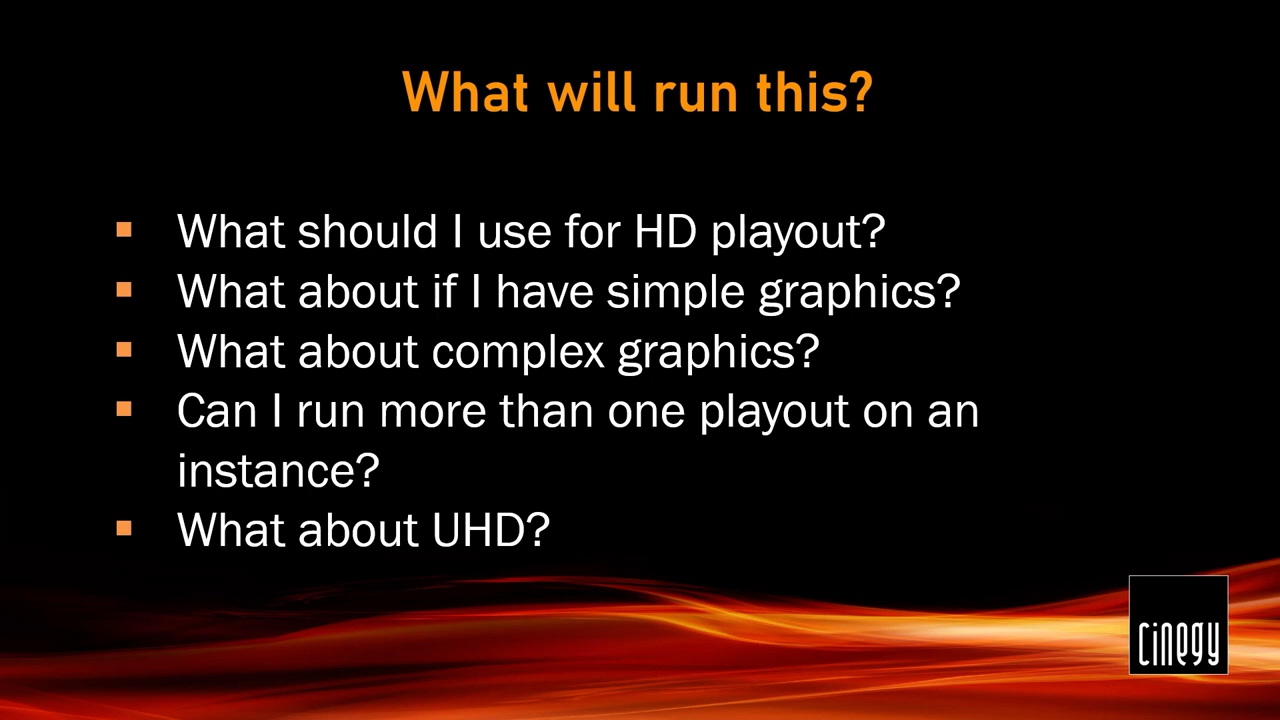 What will run this?
What should I use for HD playout?
What about if I have simple graphics?
What about complex graphics?
Can I run more than one playout on an
instance?
What about UHD?
cinegy